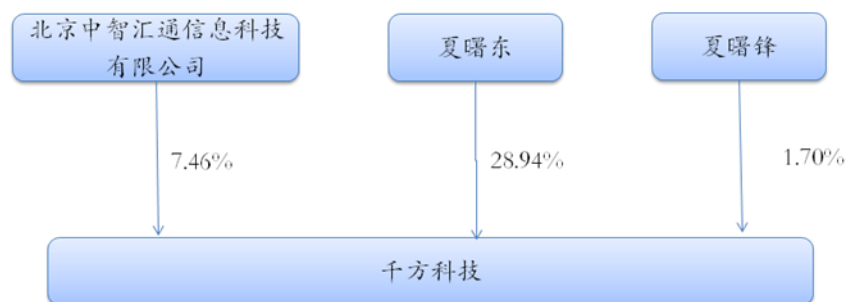 北京中智汇通信息科技
有限公司
夏曙东
夏曙锋
7.46%
28.94%
1.70%
千方科技